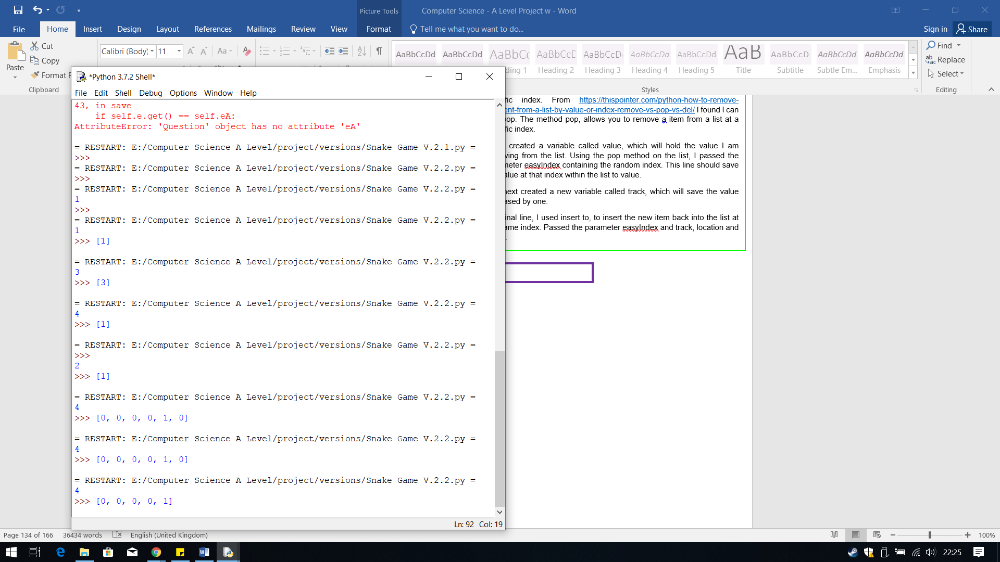 Picture Tools
Computer Science - A Level Project w - Word
File Home Insert Design Layout References Mailings Review View Format Tell me what you want to do... Sign in Share
Cut
Copy
Format
Paste
Clipboard
Calibri (Body) 11
Aa
AaBbCcDd AaBbCcDd AaBbC AaBbCcD AaBbCcD AaBbCcDd AaBbCcDd AaB AaBbCcD AaBbCcDd AaBbCcDd
ding 1 Heading 2 Heading 3 Heading 4 Heading 5 Title Subtitle Subtle Em... Emphasis
Styles
Find
Replace
Select
Editing
*Python 3.7.2 Shell*
File Edit Shell Debug Options Window Help
43, in save
if self.e.get() == self.eA:
AttributeError: 'Question' object has no attribute 'eA'
= RESTART: E:/Computer Science A Level/project/versions/Snake Game V.2.1.py =
>>>
= RESTART: E:/Computer Science A Level/project/versions/Snake Game V.2.2.py =
>>>
= RESTART: E:/Computer Science A Level/project/versions/Snake Game V.2.2.py =
1
>>>
= RESTART: E:/Computer Science A Level/project/versions/Snake Game V.2.2.py =
1
>>> [1]
= RESTART: E:/Computer Science A Level/project/versions/Snake Game V.2.2.py =
3
>>> [3]
= RESTART: E:/Computer Science A Level/project/versions/Snake Game V.2.2.py =
4
>>> [1]
= RESTART: E:/Computer Science A Level/project/versions/Snake Game V.2.2.py =
>>>
2
>>> [1]
= RESTART: E:/Computer Science A Level/project/versions/Snake Game V.2.2.py =
4
>>> [0, 0, 0, 0, 1, 0]
= RESTART: E:/Computer Science A Level/project/versions/Snake Game V.2.2.py =
4
>>> [0, 0, 0, 0, 1, 0]
= RESTART: E:/Computer Science A Level/project/versions/Snake Game V.2.2.py =
4
>>> [0, 0, 0, 0, 1]
Ln: 92 Col: 19
fic index. From https://thispointer.com/python-how-to-remove-
ent-from-a-list-by-value-or-index-remove-vs-pop-vs-del/ I found I can
op. The method pop, allows you to remove a item from a list at a
fic index.
created a variable called value, which will hold the value I am
ving from the list. Using the pop method on the list, I passed the
neter easyIndex containing the random index. This line should save
alue at that index within the list to value.
next created a new variable called track, which will save the value
ased by one.
inal line, I used insert to, to insert the new item back into the list at
ame index. Passed the parameter easyIndex and track, location and
Page 134 of 166 36434 words English (United Kingdom) 100%
22:25